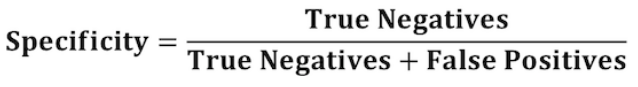 Specificity = True Negatives
True Negatives + False Positives